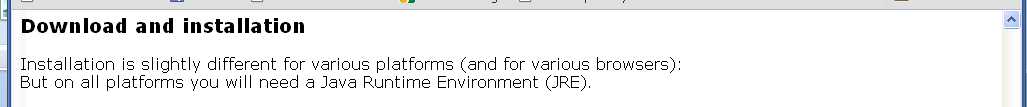 Download and installation
Installation is slightly different for various platforms (and for various browsers):
But on all platforms you will need a Java Runtime Environment (JRE).